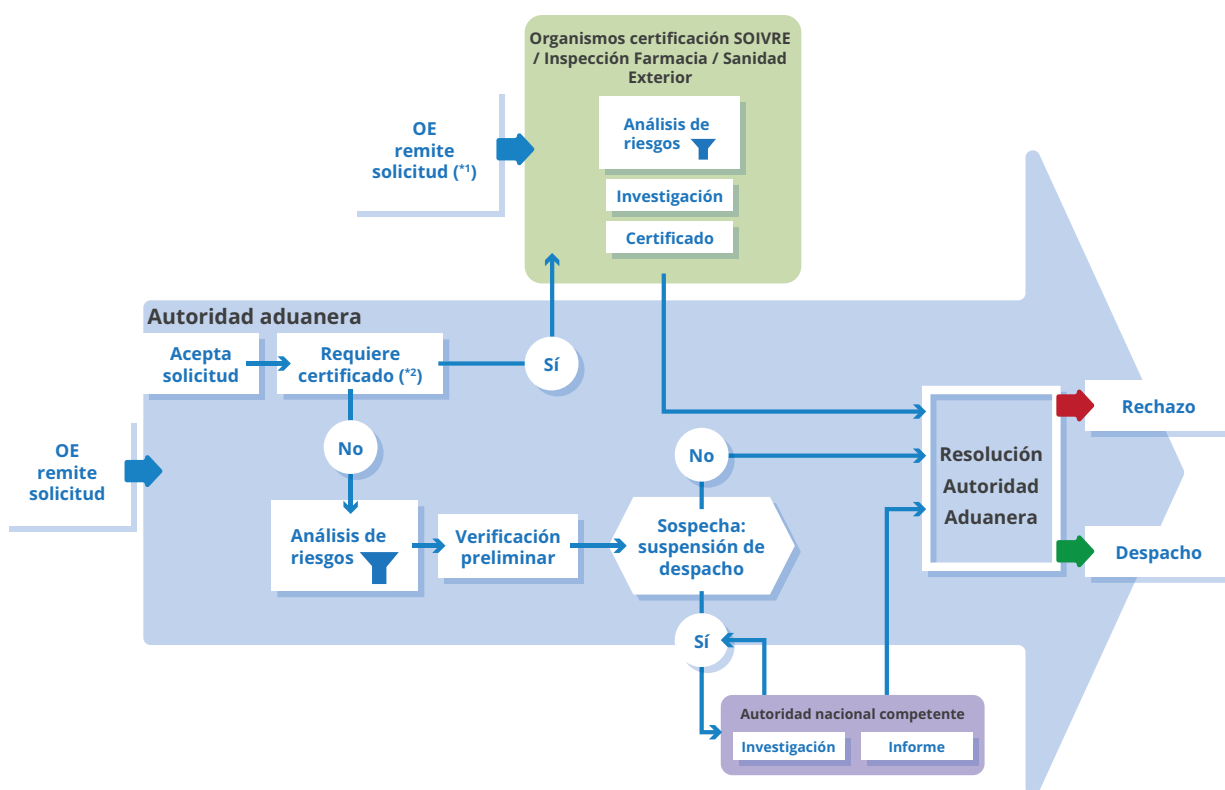 Organismos certificación SOIVRE
/ Inspección Farmacia / Sanidad
Exterior
Análisis de
riesgos
Investigación
Certificado
OE
remite
solicitud (*1)
Autoridad aduanera
Acepta
solicitud
Requiere
certificado (*2)
Sí
No
OE
remite
solicitud
Análisis de
riesgos
Verificación
preliminar
Sospecha:
suspensión de
despacho
No
Sí
Autoridad nacional competente
Investigación
Informe
Resolución
Autoridad
Aduanera
Rechazo
Despacho